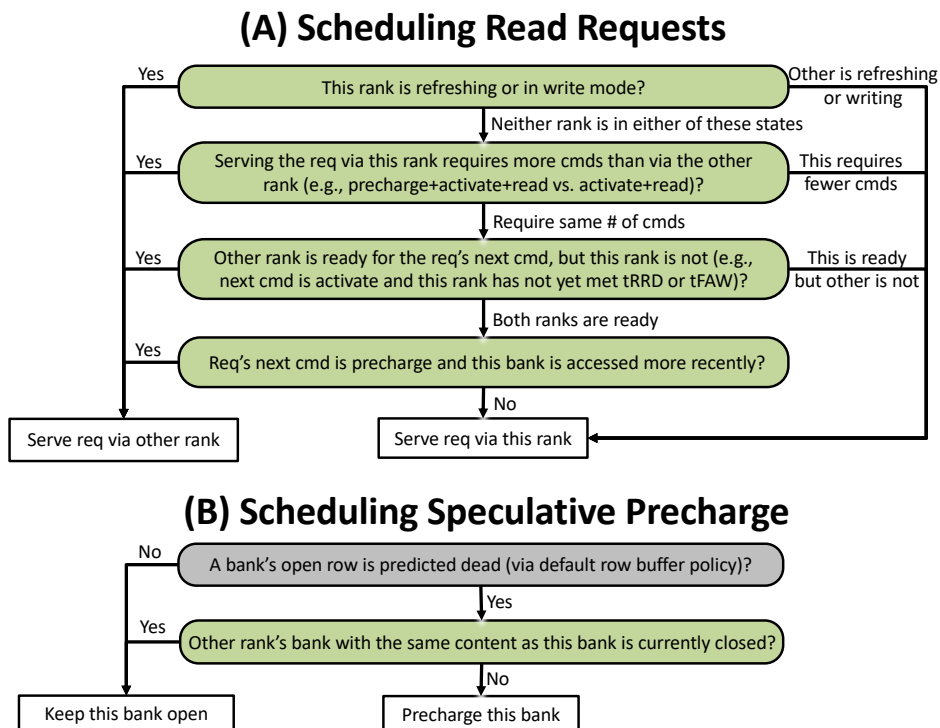 (A) Scheduling Read Requests
Yes
This rank is refreshing or in write mode?
Other is refreshing
or writing
Neither rank is in either of these states
Yes
Serving the req via this rank requires more cmds than via the other
rank (e.g., precharge+activate+read vs. activate+read)?
This requires
fewer cmds
Require same # of cmds
Yes
Other rank is ready for the req's next cmd, but this rank is not (e.g.,
next cmd is activate and this rank has not yet met tRRD or tFAW)?
This is ready
but other is not
Both ranks are ready
Yes
Req's next cmd is precharge and this bank is accessed more recently?
No
Serve req via other rank
Serve req via this rank
(B) Scheduling Speculative Precharge
No
A bank's open row is predicted dead (via default row buffer policy)?
Yes
Yes
Other rank's bank with the same content as this bank is currently closed?
No
Keep this bank open
Precharge this bank